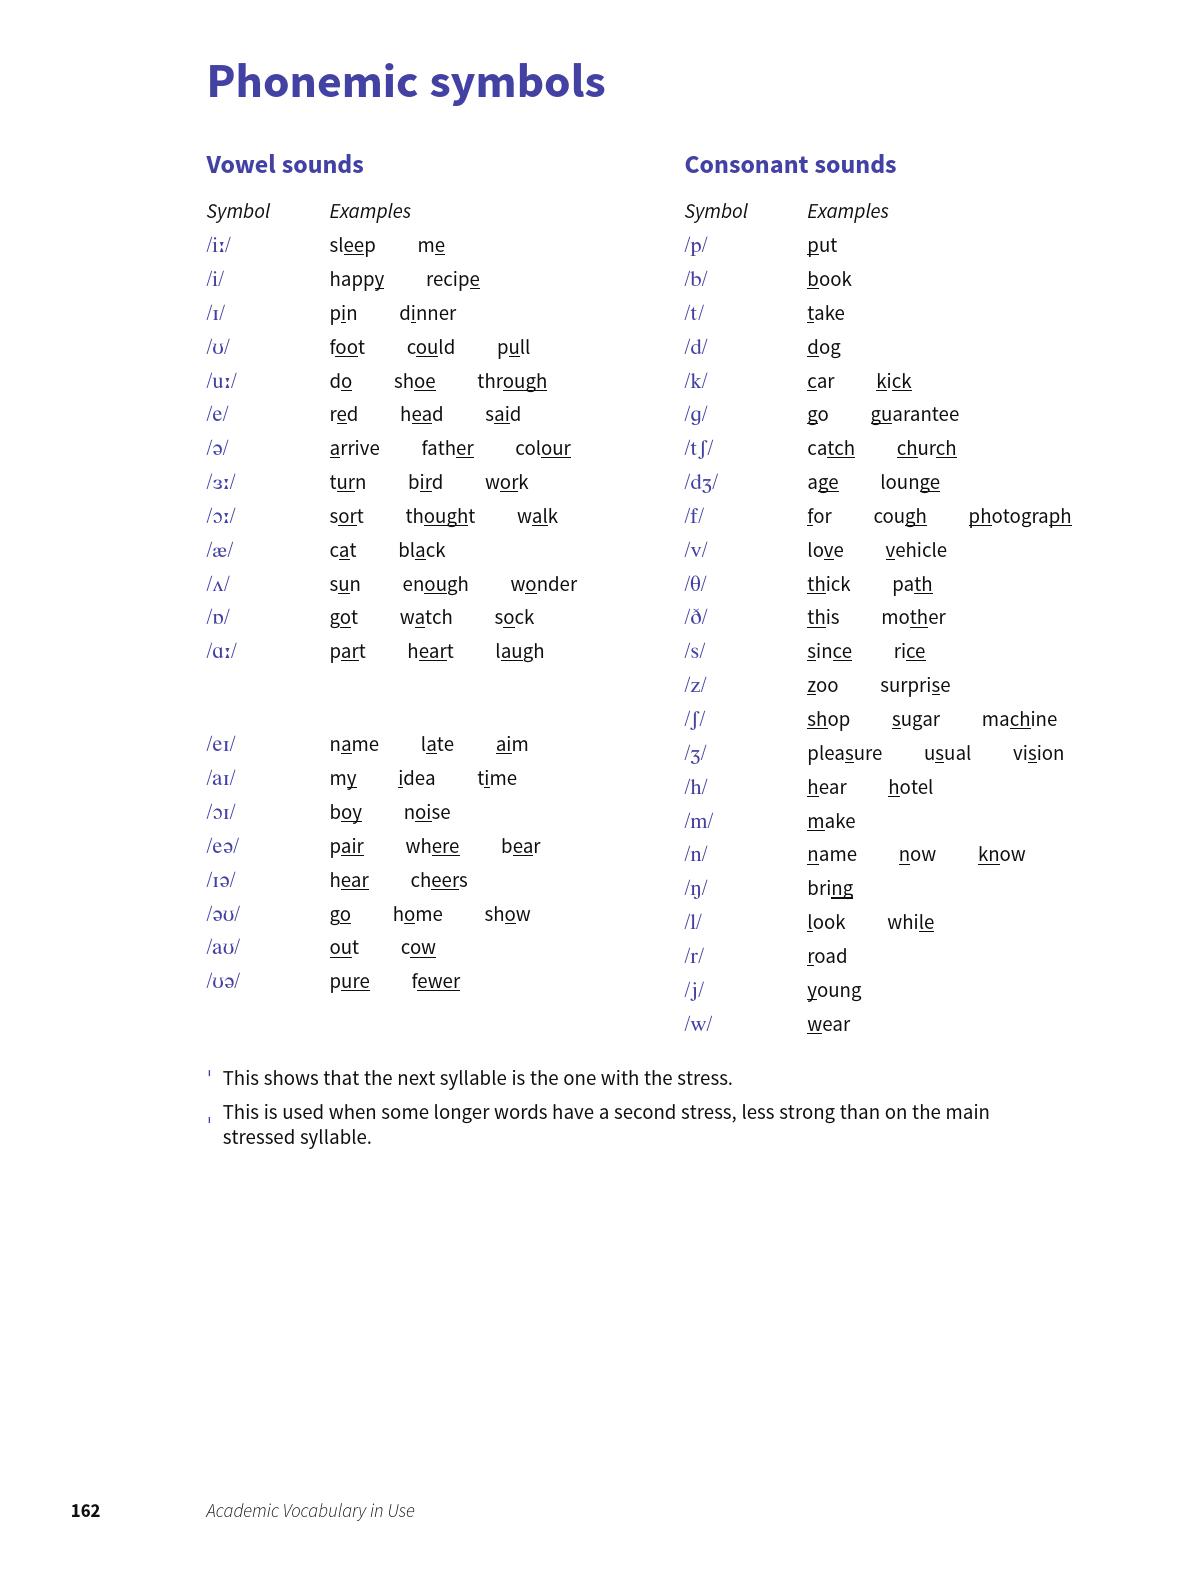 Phonemic symbols
Vowel sounds
Symbol Examples
/iː/ sleep me
/i/ happy recipe
/ɪ/ pin dinner
/ʊ/ foot could pull
/uː/ do shoe through
/e/ red head said
/ə/ arrive father colour
/ɜː/ turn bird work
/ɔː/ sort thought walk
/æ/ cat black
/ʌ/ sun enough wonder
/ɒ/ got watch sock
/ɑː/ part heart laugh
/eɪ/ name late aim
/aɪ/ my idea time
/ɔɪ/ boy noise
/eə/ pair where bear
/ɪə/ hear cheers
/əʊ/ go home show
/aʊ/ out cow
/ʊə/ pure fewer
Consonant sounds
Symbol Examples
/p/ put
/b/ book
/t/ take
/d/ dog
/k/ car kick
/ɡ/ go guarantee
/tʃ/ catch church
/dʒ/ age lounge
/f/ for cough photograph
/v/ love vehicle
/θ/ thick path
/ð/ this mother
/s/ since rice
/z/ zoo surprise
/ʃ/ shop sugar machine
/ʒ/ pleasure usual vision
/h/ hear hotel
/m/ make
/n/ name now know
/ŋ/ bring
/l/ look while
/r/ road
/j/ young
/w/ wear
ˈ This shows that the next syllable is the one with the stress.
ˌ This is used when some longer words have a second stress, less strong than on the main
stressed syllable.
162 Academic Vocabulary in Use